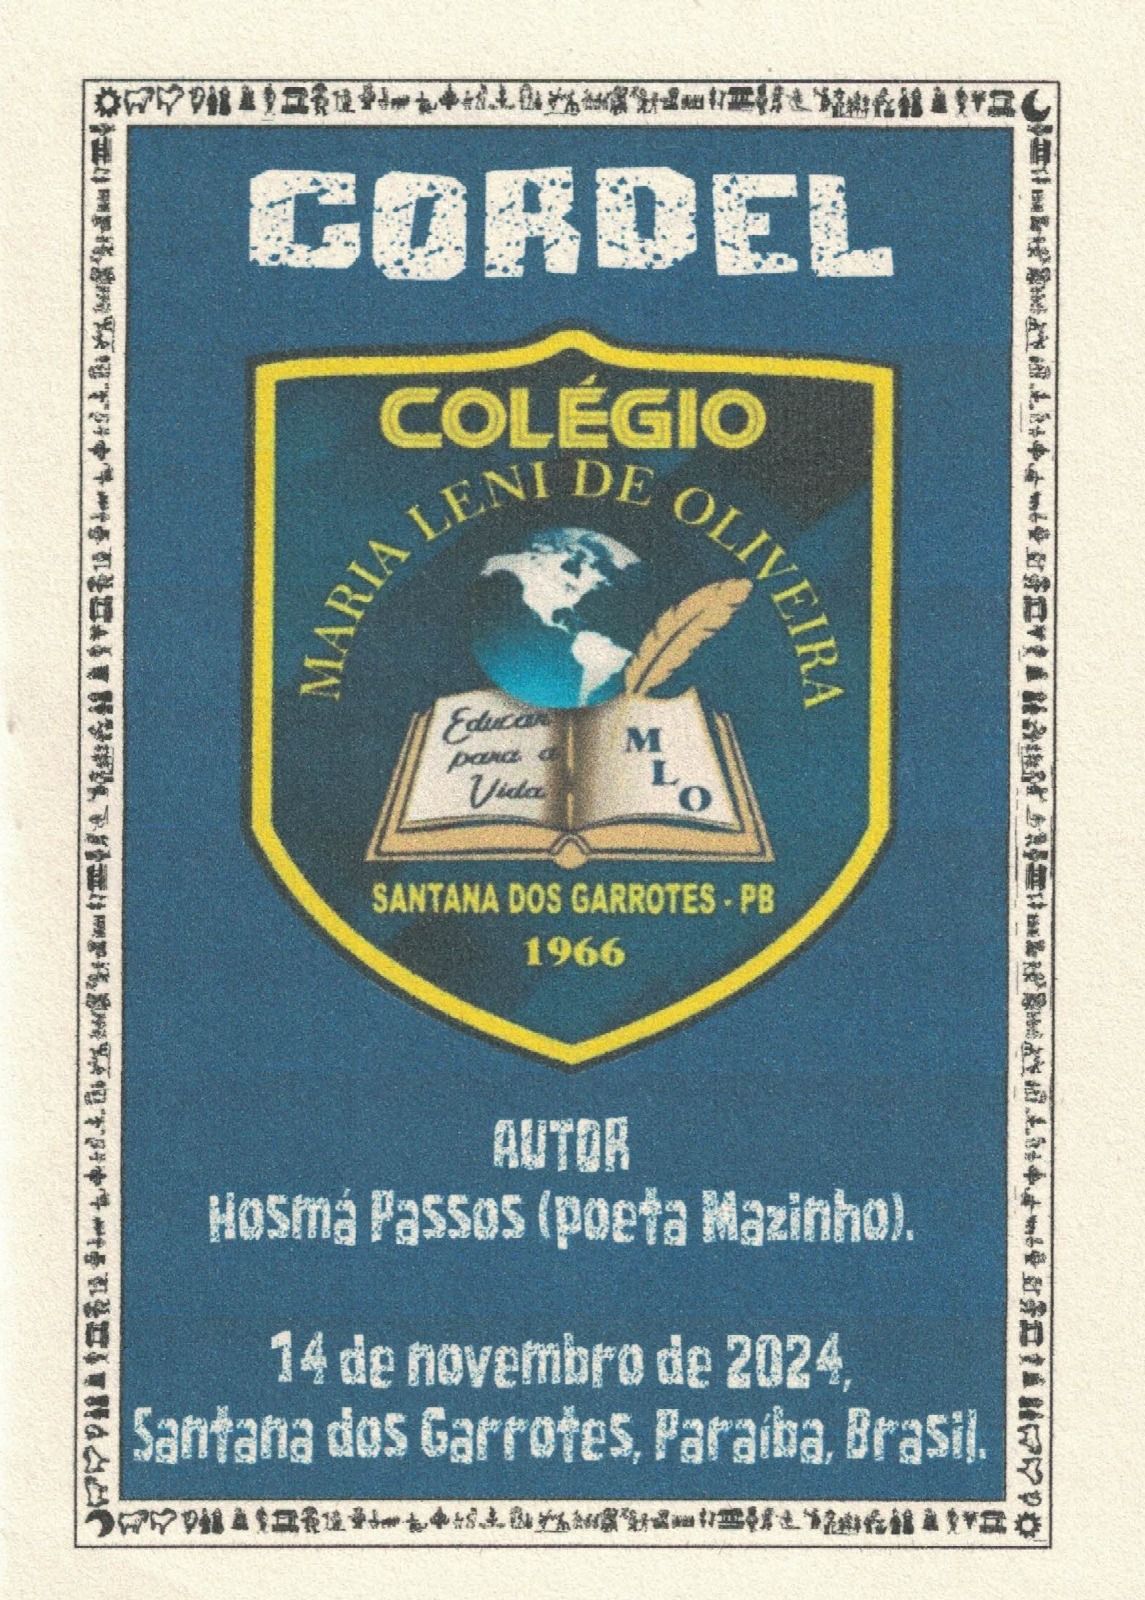 CORDEL
COLÉGIO
MARIA LENI DE OLIVEIRA
Educar
para a
Vida
M
L
O
SANTANA DOS GARROTES - PB
1966
AUTOR
Hosmá Passos (poeta Mazinho).
14 de novembro de 2024,
Santana dos Garrotes, Paraíba, Brasil.